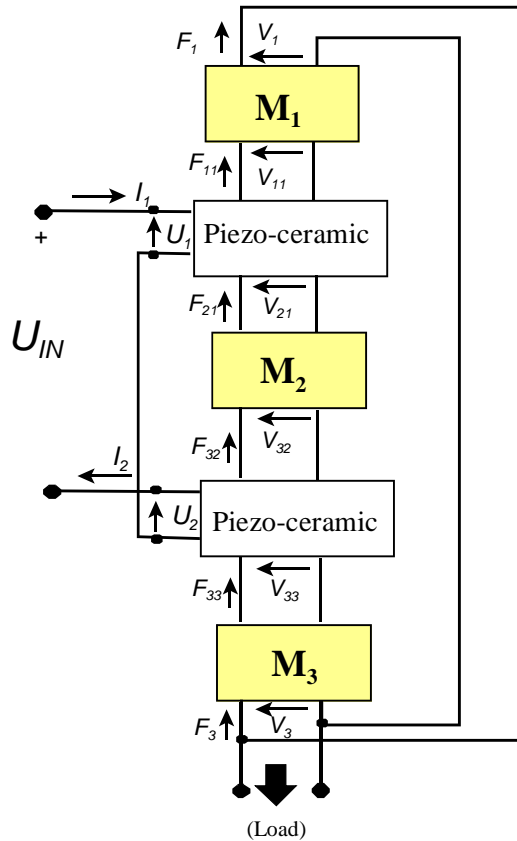 F1 V1
M1
F11 V11
I1
+ U1 Piezo-ceramic
F21 V21
UIN
M2
F32 V32
I2
U2 Piezo-ceramic
F33 V33
M3
F3 V3
(Load)